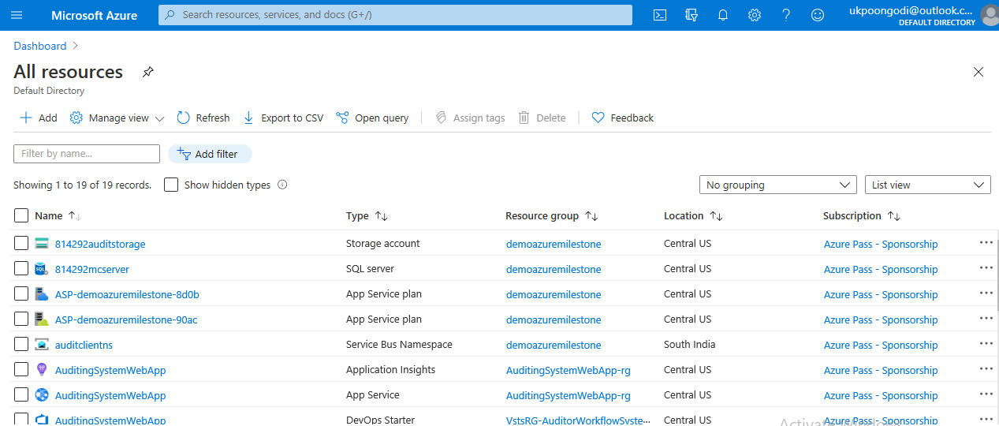 Microsoft Azure
Search resources, services, and docs (G+/)
ukpoongodi@outlook.c...
DEFAULT DIRECTORY
Dashboard
All resources
Default Directory
Add Manage view Refresh Export to CSV Open query Assign tags Delete Feedback
Filter by name... Add filter
Showing 1 to 19 of 19 records. Show hidden types No grouping List view
Name Type Resource group Location Subscription
814292auditstorage Storage account demoazuremilestone Central US Azure Pass - Sponsorship
814292mcserver SQL server demoazuremilestone Central US Azure Pass - Sponsorship
ASP-demoazuremilestone-8d0b App Service plan demoazuremilestone Central US Azure Pass - Sponsorship
ASP-demoazuremilestone-90ac App Service plan demoazuremilestone Central US Azure Pass - Sponsorship
auditclientns Service Bus Namespace demoazuremilestone South India Azure Pass - Sponsorship
AuditingSystemWebApp Application Insights AuditingSystemWebApp-rg Central US Azure Pass - Sponsorship
AuditingSystemWebApp App Service AuditingSystemWebApp-rg Central US Azure Pass - Sponsorship
AuditingSystemWebApp DevOps Starter VstsRG-AuditorWorkflowSyste... Central US Azure Pass - Sponsorship
Activate Windows